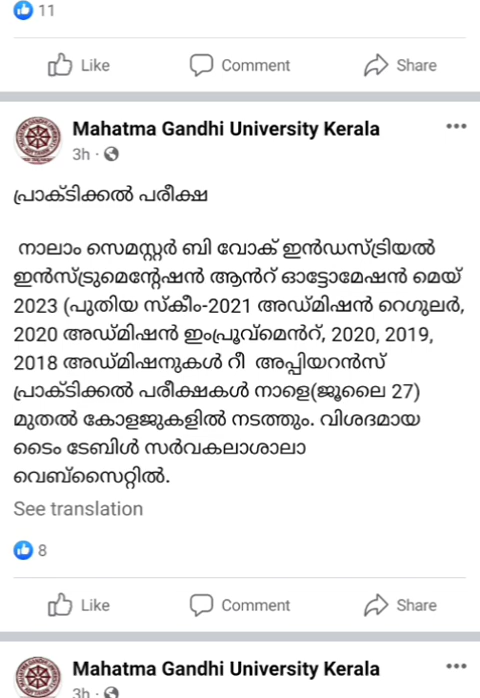 11
Like Comment Share
Mahatma Gandhi University Kerala
3h ·
പ്രാക്ടിക്കൽ പരീക്ഷ
നാലാം സെമസ്റ്റർ ബി വോക് ഇൻഡസ്ട്രിയൽ
ഇൻസ്ട്രുമെന്റേഷൻ ആൻറ് ഓട്ടോമേഷൻ മെയ്
2023 (പുതിയ സ്കീം-2021 അഡ്മിഷൻ റെഗുലർ,
2020 അഡ്മിഷൻ ഇംപ്രൂവ്മെൻറ്, 2020, 2019,
2018 അഡ്മിഷനുകൾ റീ അപ്പിയറൻസ്
പ്രാക്ടിക്കൽ പരീക്ഷകൾ നാളെ(ജൂലൈ 27)
മുതൽ കോളജുകളിൽ നടത്തും. വിശദമായ
ടൈം ടേബിൾ സർവകലാശാലാ
വെബ്സൈറ്റിൽ.
See translation
8
Like Comment Share
Mahatma Gandhi University Kerala
3h ·